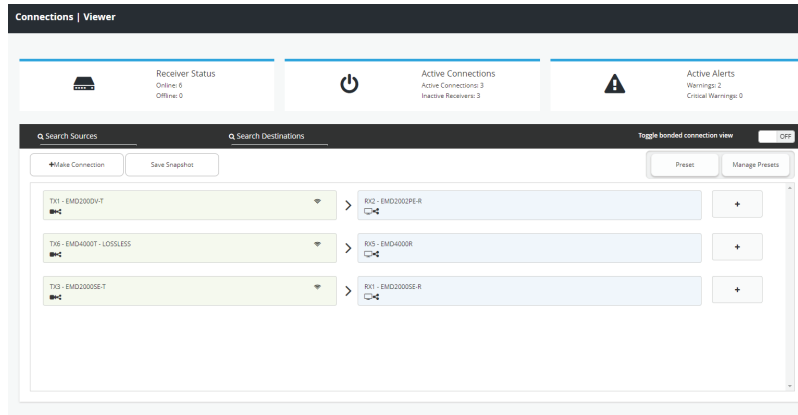 Connections | Viewer
Receiver Status
Online: 6
Offline: 0
Active Connections
Active Connections: 3
Inactive Receivers: 3
Active Alerts
Warnings: 2
Critical Warnings: 0
Search Sources
Search Destinations
Toggle bonded connection view
OFF
+Make Connection
Save Snapshot
Preset
Manage Presets
TX1 - EMD200DV-T
RX2 - EMD2002PE-R
+
TX6 - EMD4000T - LOSSLESS
RX5 - EMD4000R
+
TX3 - EMD2000SE-T
RX1 - EMD2000SE-R
+